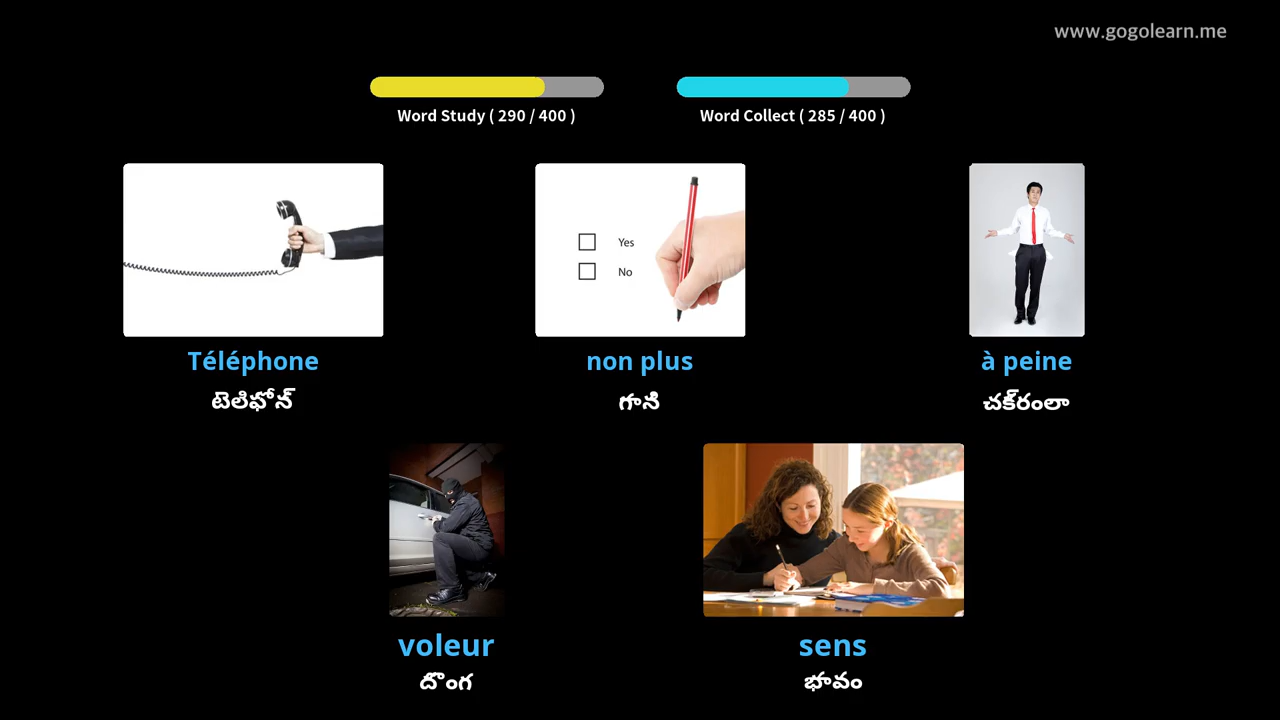 www.gogolearn.me
Word Study ( 290 / 400 )
Word Collect ( 285 / 400 )
Yes
No
Téléphone
non plus
à peine
టెలిఫోన్
గాని
చక్రంలా
voleur
sens
దొంగ
భావం